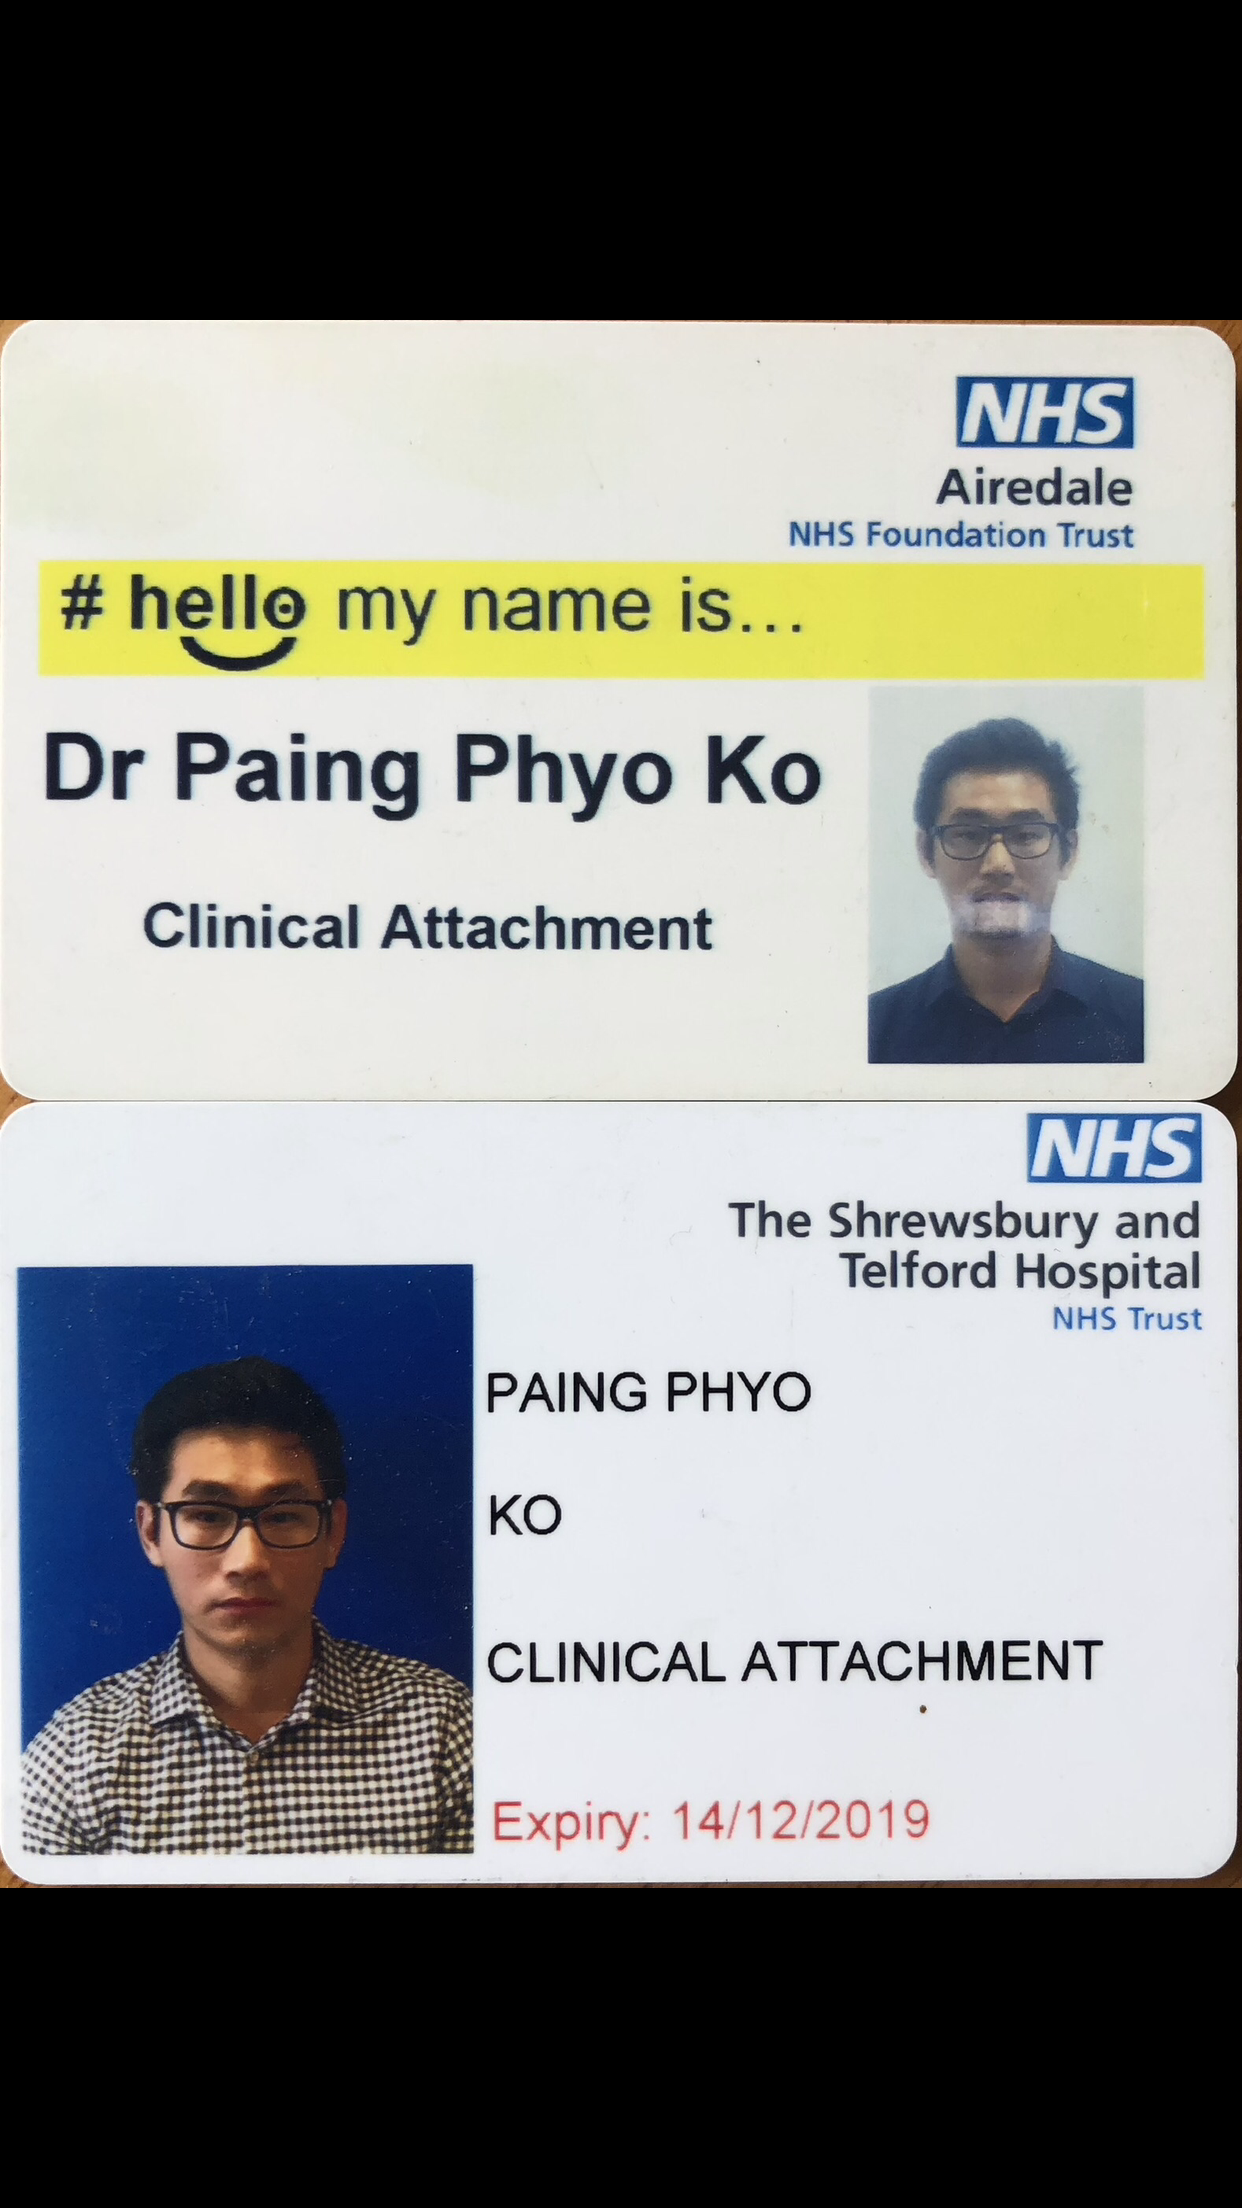 NHS
Airedale
NHS Foundation Trust
# hello my name is...
Dr Paing Phyo Ko
Clinical Attachment
NHS
The Shrewsbury and
Telford Hospital
NHS Trust
PAING PHYO
KO
CLINICAL ATTACHMENT
Expiry: 14/12/2019